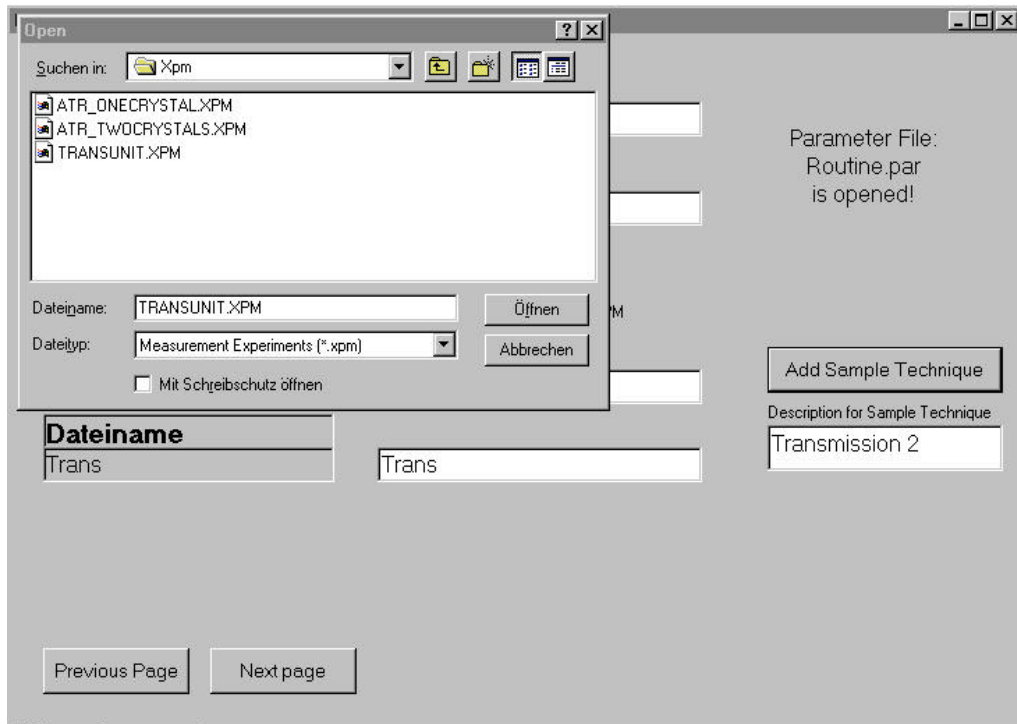 Open
Suchen in:
Xpm
ATR_ONECRYSTAL.XPM
ATR_TWOCRYSTALS.XPM
TRANSUNIT.XPM
Dateiname:
TRANSUNIT.XPM
Öffnen
Dateityp:
Measurement Experiments (*.xpm)
Abbrechen
Mit Schreibschutz öffnen
Parameter File:
Routine.par
is opened!
Add Sample Technique
Description for Sample Technique
Transmission 2
Dateiname
Trans
Trans
Previous Page
Next page